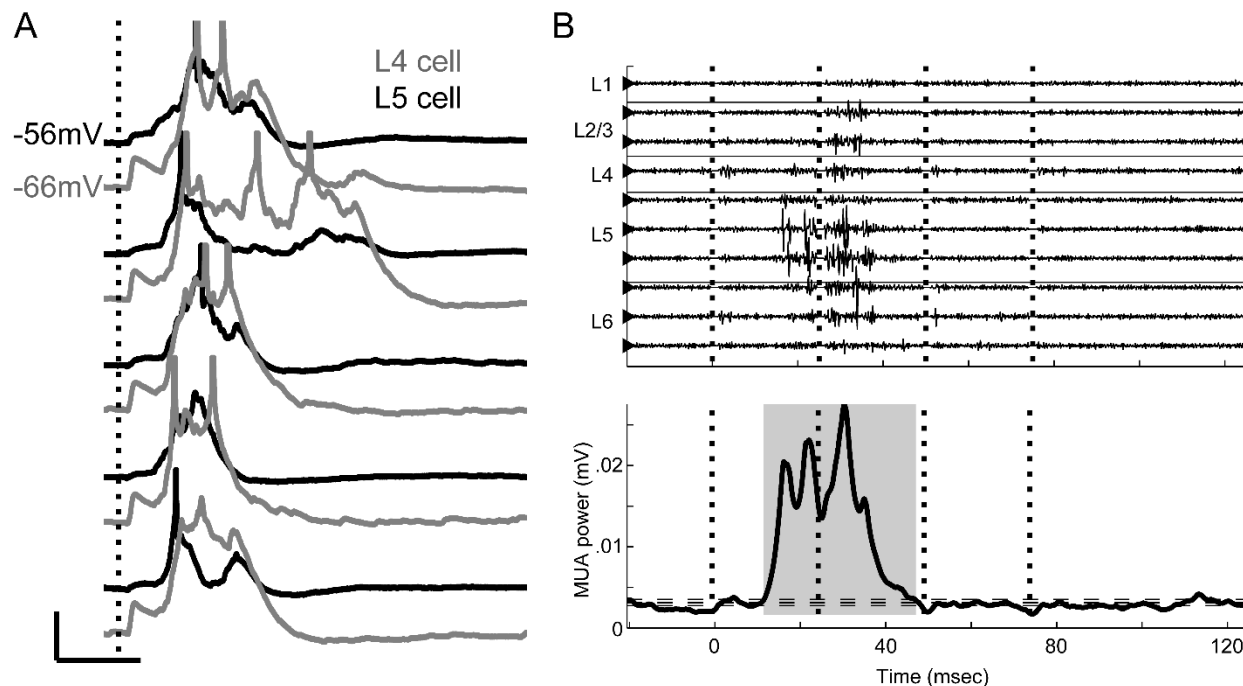 A
L4 cell
L5 cell
-56mV
-66mV
B
L1
L2/3
L4
L5
L6
.02
.01
0
MUA power (mV)
0 40 80 120
Time (msec)